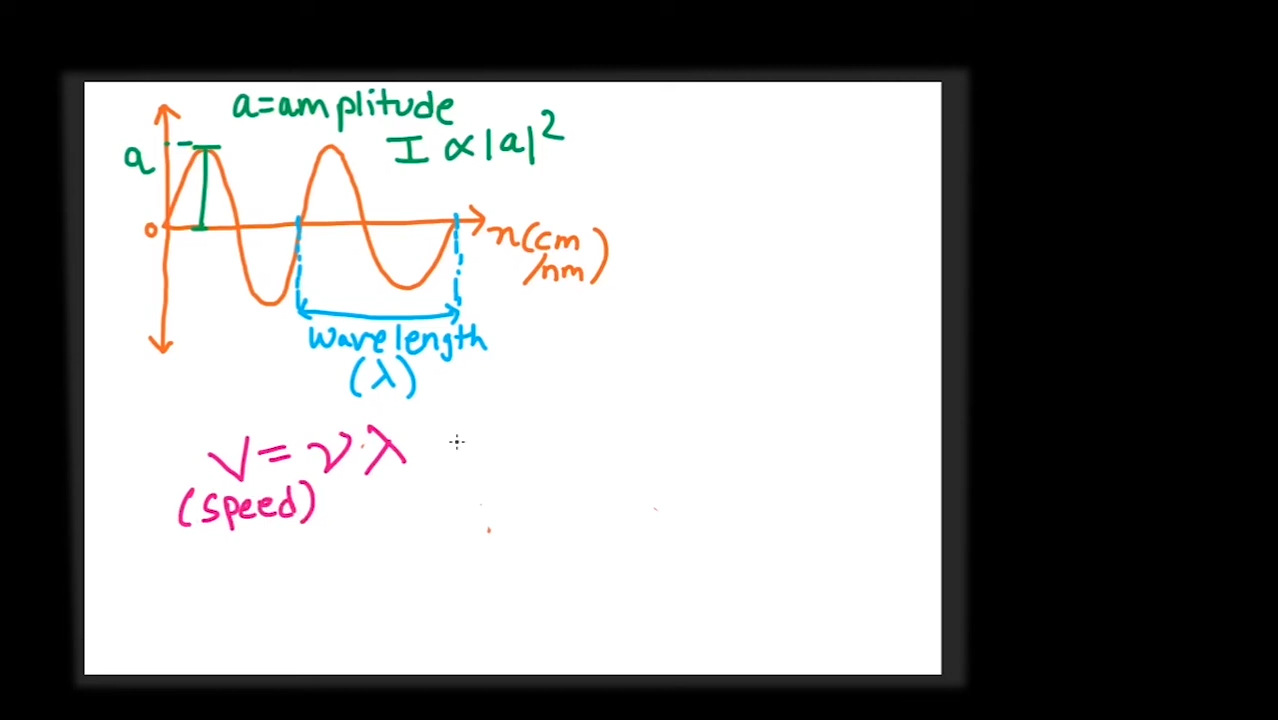 a=amplitude
I ∝ |a|²
a
0
x(cm
/nm)
wavelength
(λ)
V = ν·λ
(speed)